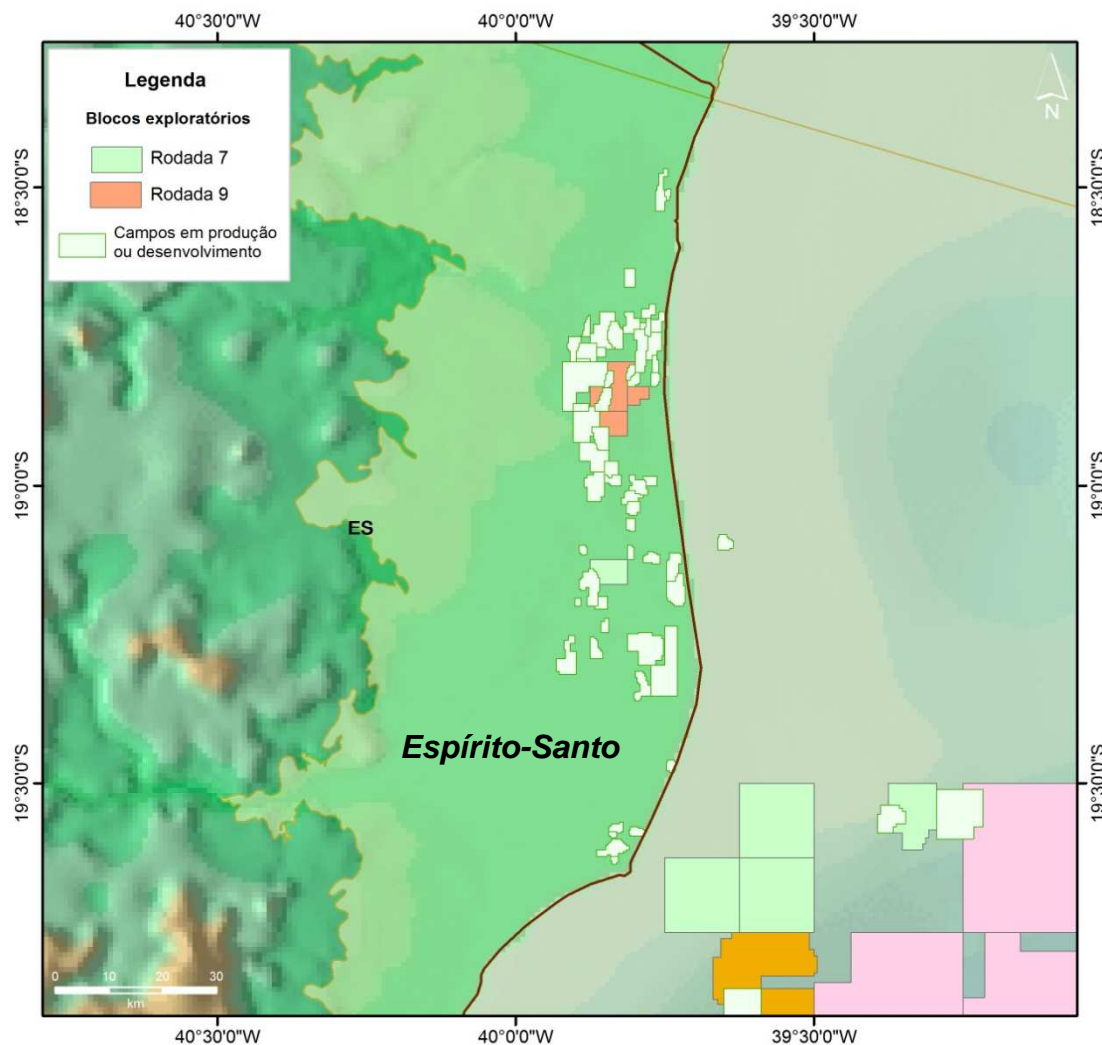 40°30'0"W
40°0'0"W
39°30'0"W
Legenda
Blocos exploratórios
Rodada 7
Rodada 9
Campos em produção
ou desenvolvimento
N
18°30'0"S
18°30'0"S
19°0'0"S
19°0'0"S
ES
Espírito-Santo
19°30'0"S
19°30'0"S
0 10 20 30
km
40°30'0"W
40°0'0"W
39°30'0"W